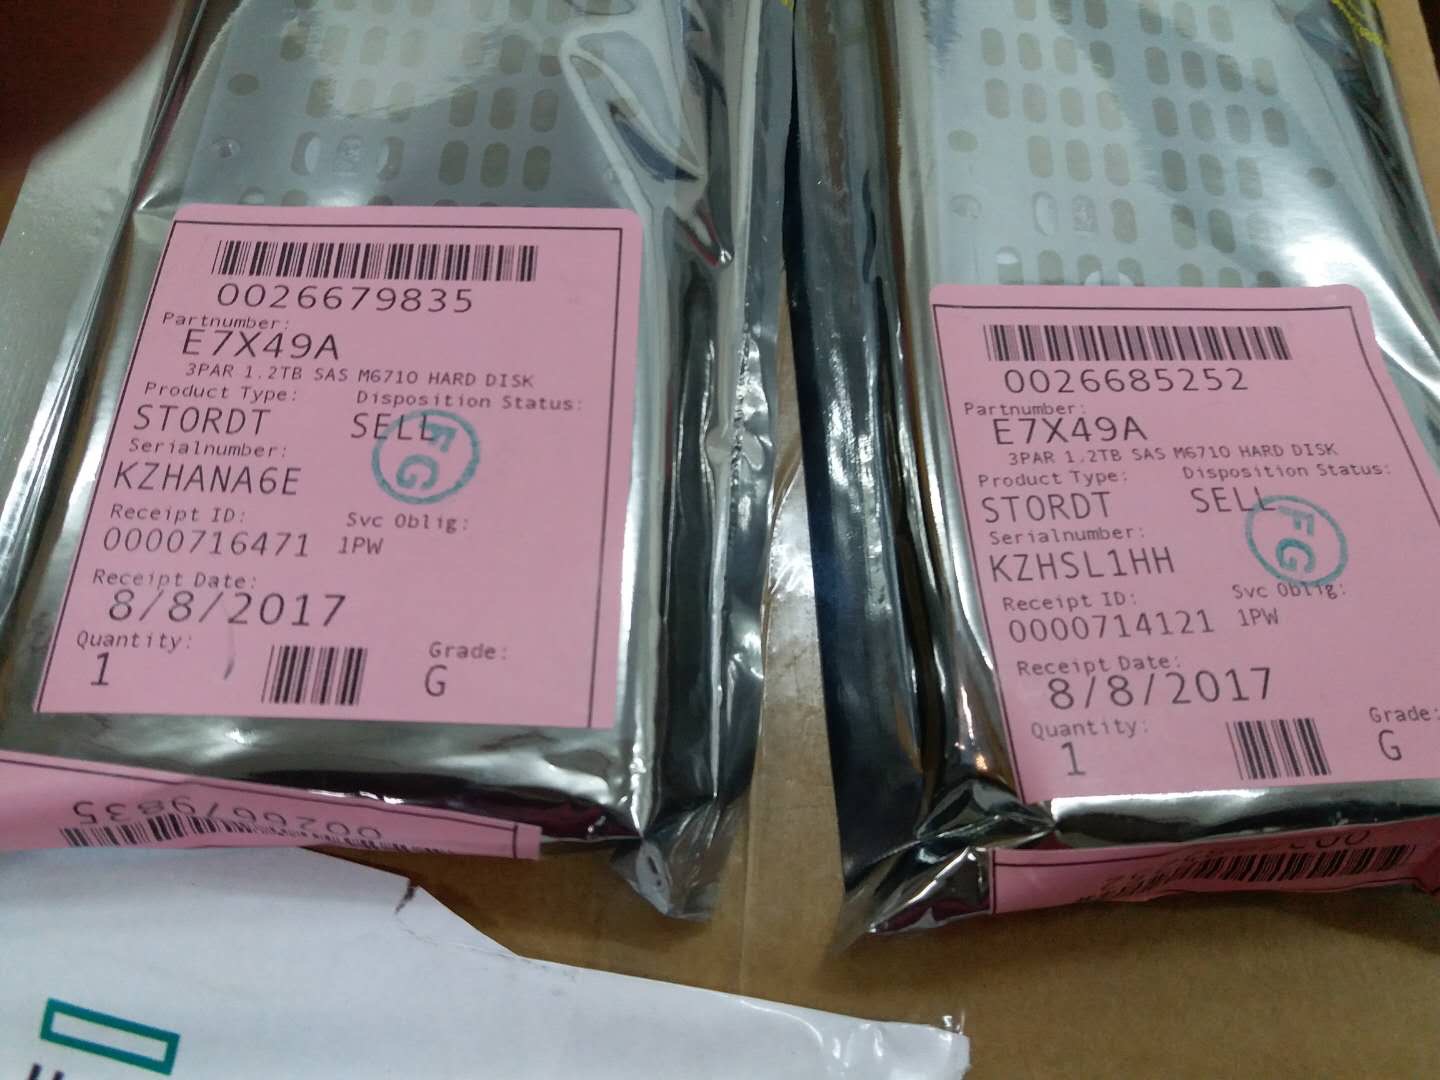 0026679835
Partnumber:
E7X49A
3PAR 1.2TB SAS M6710 HARD DISK
Product Type: Disposition Status:
STORDT SELL
FG
Serialnumber:
KZHANA6E
Receipt ID: Svc Oblig:
0000716471 1PW
Receipt Date:
8/8/2017
Quantity: Grade:
1 G
0026679835
0026685252
Partnumber:
E7X49A
3PAR 1.2TB SAS M6710 HARD DISK
Product Type: Disposition Status:
STORDT SELL
FG
Serialnumber:
KZHSL1HH
Receipt ID: Svc Oblig:
0000714121 1PW
Receipt Date:
8/8/2017
Quantity: Grade:
1 G